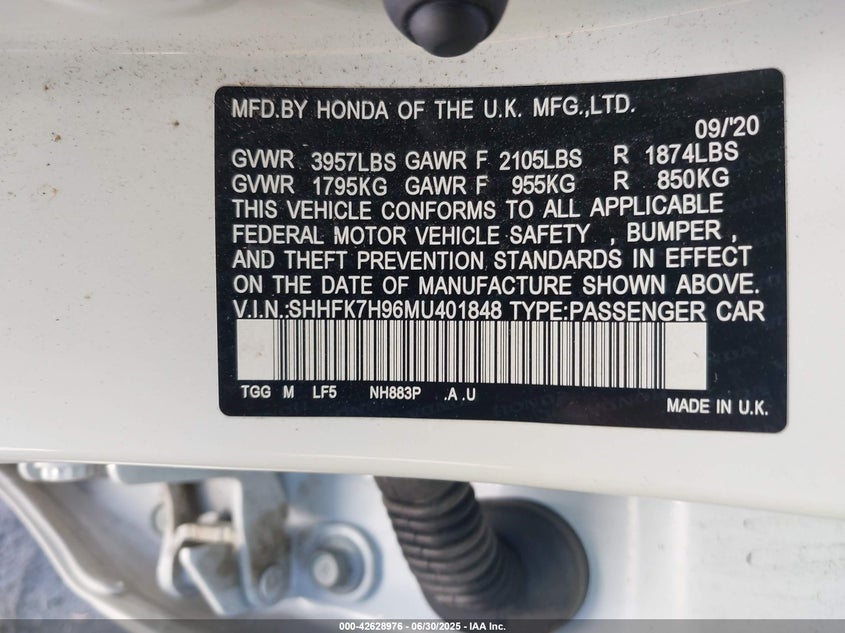 MFD.BY HONDA OF THE U.K. MFG.,LTD.
09/'20
GVWR 3957LBS GAWR F 2105LBS R 1874LBS
GVWR 1795KG GAWR F 955KG R 850KG
THIS VEHICLE CONFORMS TO ALL APPLICABLE
FEDERAL MOTOR VEHICLE SAFETY , BUMPER ,
AND THEFT PREVENTION STANDARDS IN EFFECT
ON THE DATE OF MANUFACTURE SHOWN ABOVE.
V.I.N.:SHHFK7H96MU401848 TYPE:PASSENGER CAR
TGG M LF5 NH883P .A .U
MADE IN U.K.
000-42628976 - 06/30/2025 - IAA Inc.